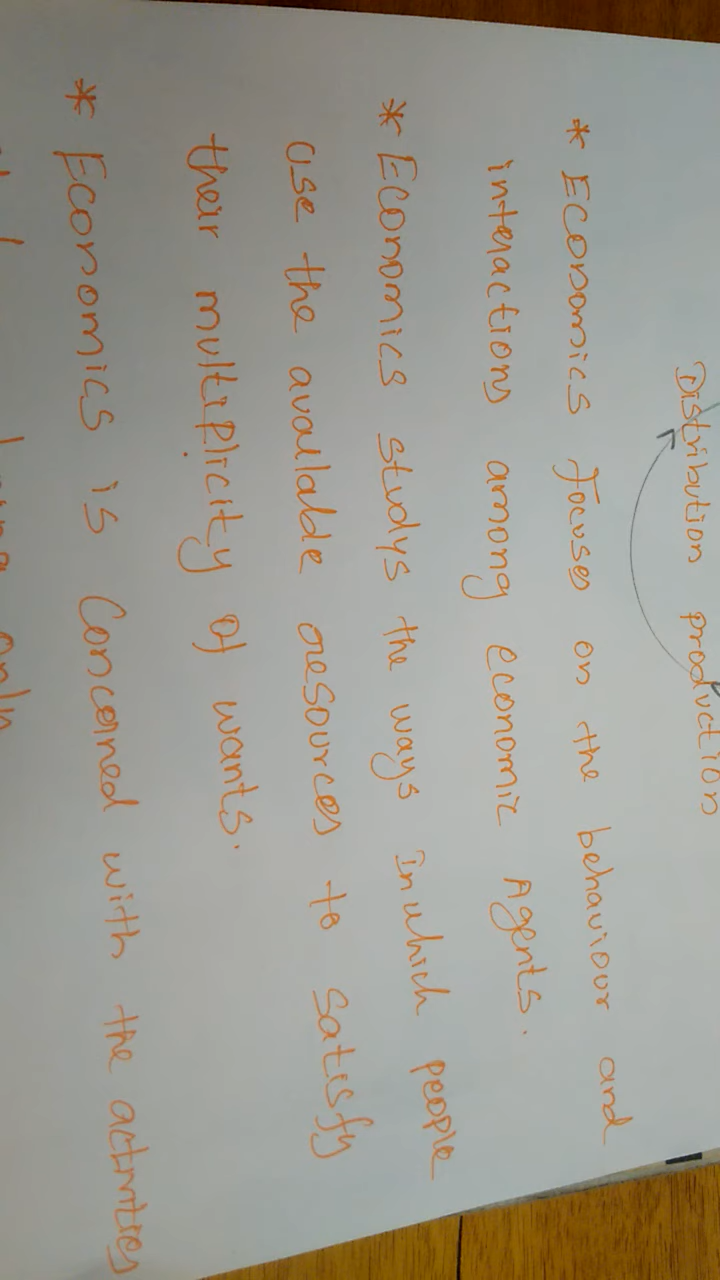 Distribution production
* Economics focuses on the behaviour and
interactions among economic Agents.
* Economics studys the ways in which people
use the available resources to satisfy
their multiplicity of wants.
* Economics is concerned with the activities
only